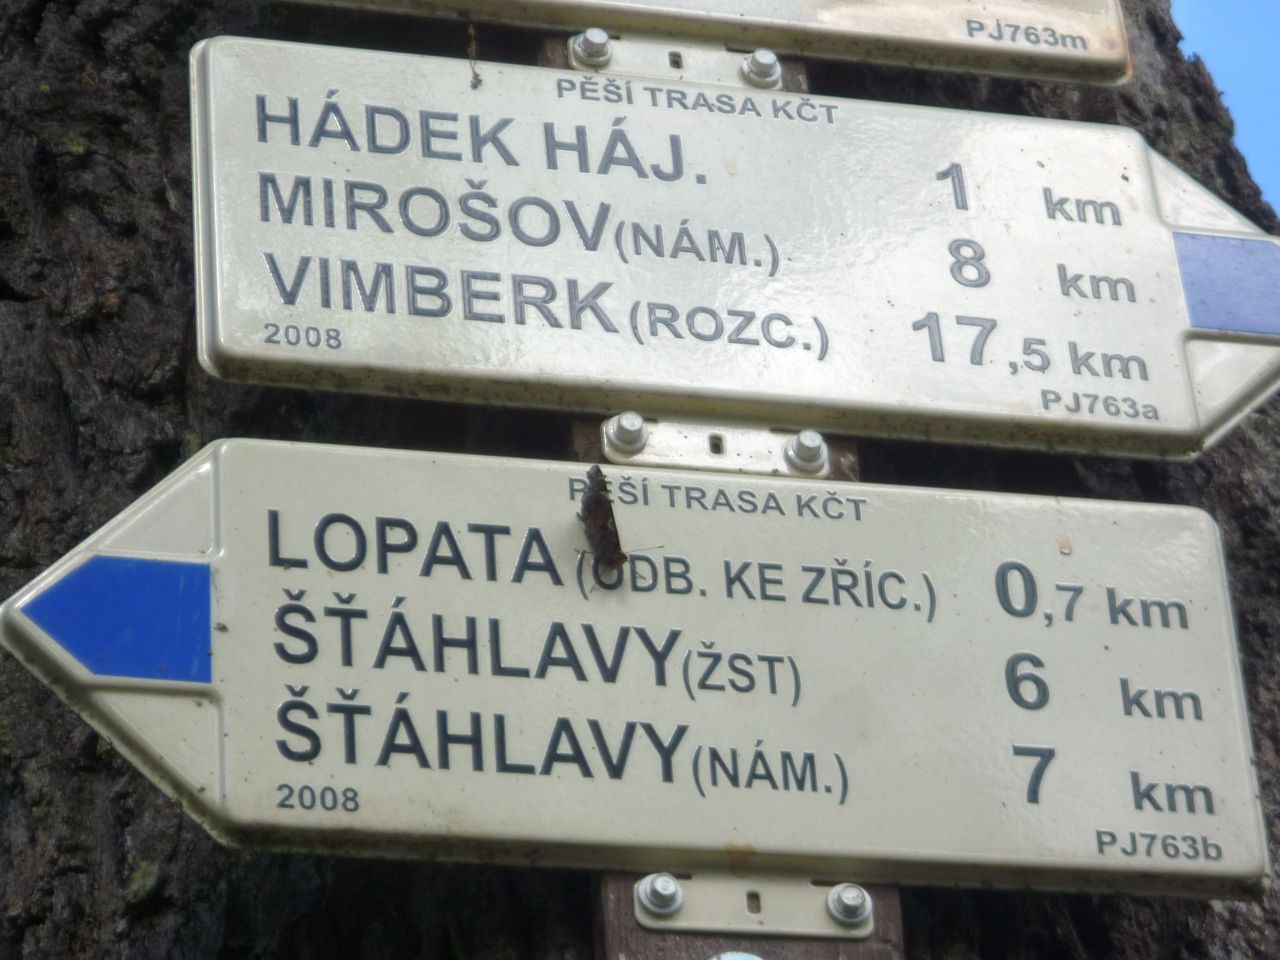 PJ763m
PĚŠÍ TRASA KČT
HÁDEK HÁJ. 1 km
MIROŠOV (NÁM.) 8 km
VIMBERK (ROZC.) 17,5 km
2008 PJ763a
PĚŠÍ TRASA KČT
LOPATA (ODB. KE ZŘÍC.) 0,7 km
ŠŤÁHLAVY (ŽST) 6 km
ŠŤÁHLAVY (NÁM.) 7 km
2008 PJ763b